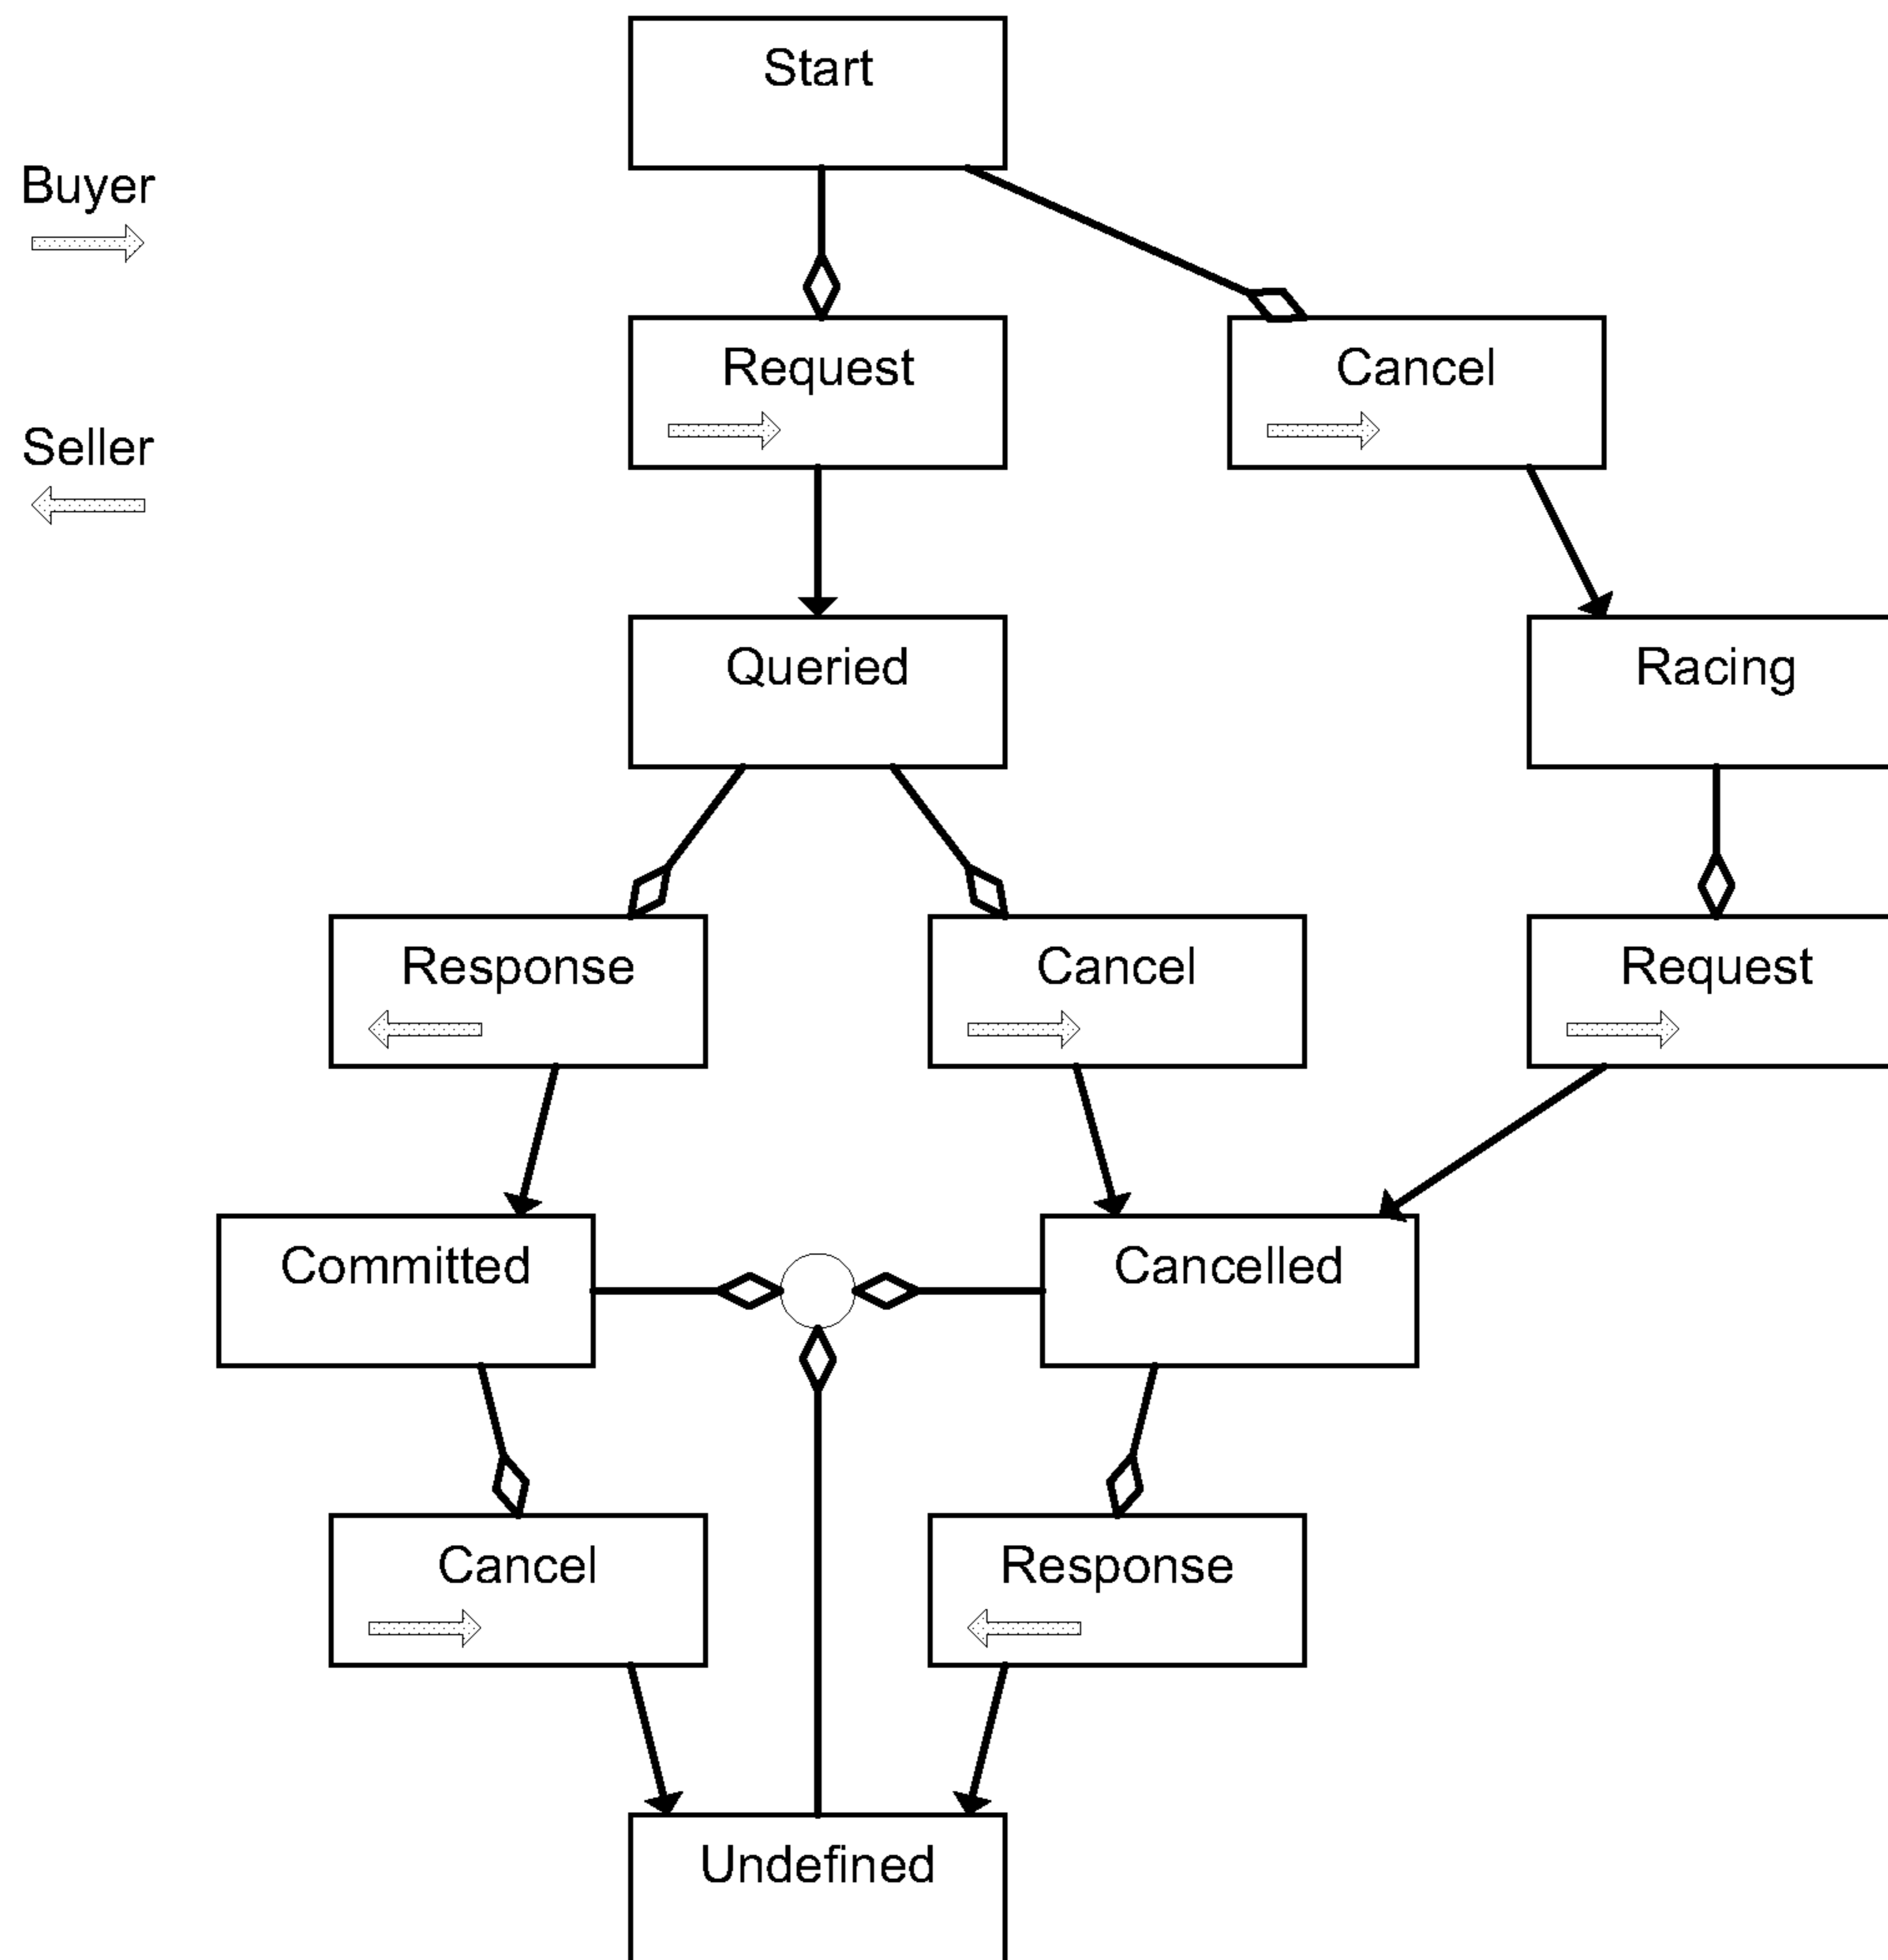 Start
Buyer
Request
Cancel
Seller
Queried
Racing
Response
Cancel
Request
Committed
Cancelled
Cancel
Response
Undefined